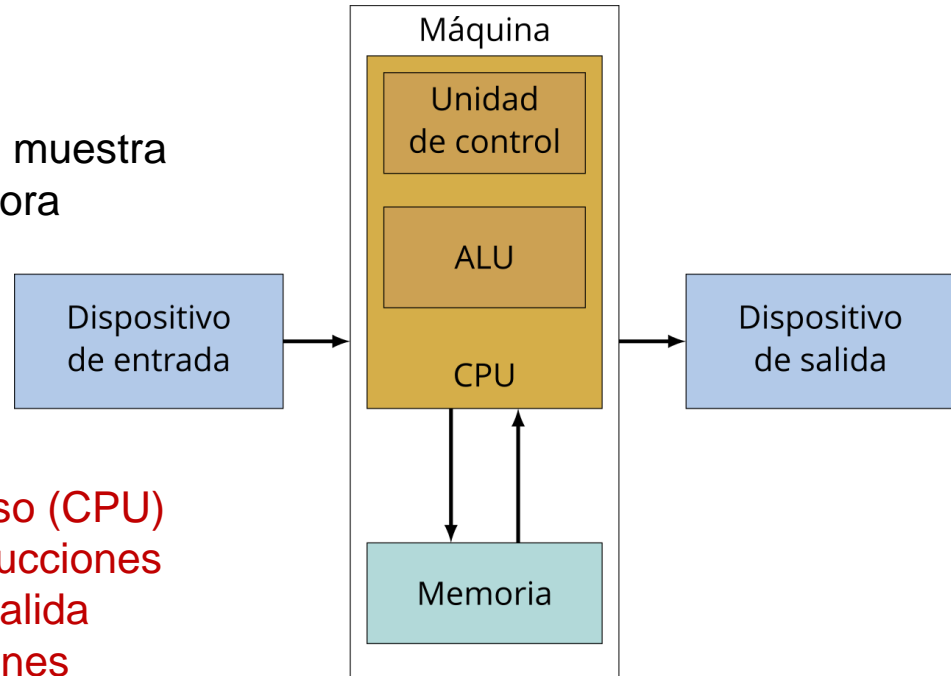 muestra
ora
so (CPU)
ucciones
alida
nes
Máquina
Unidad
de control
ALU
CPU
Memoria
Dispositivo
de entrada
Dispositivo
de salida